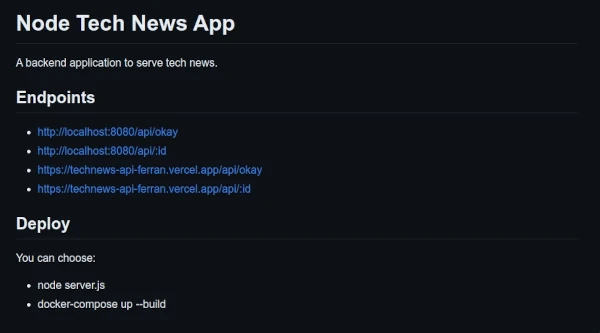 Node Tech News App
A backend application to serve tech news.
Endpoints
http://localhost:8080/api/okay
http://localhost:8080/api/:id
https://technews-api-ferran.vercel.app/api/okay
https://technews-api-ferran.vercel.app/api/:id
Deploy
You can choose:
node server.js
docker-compose up --build